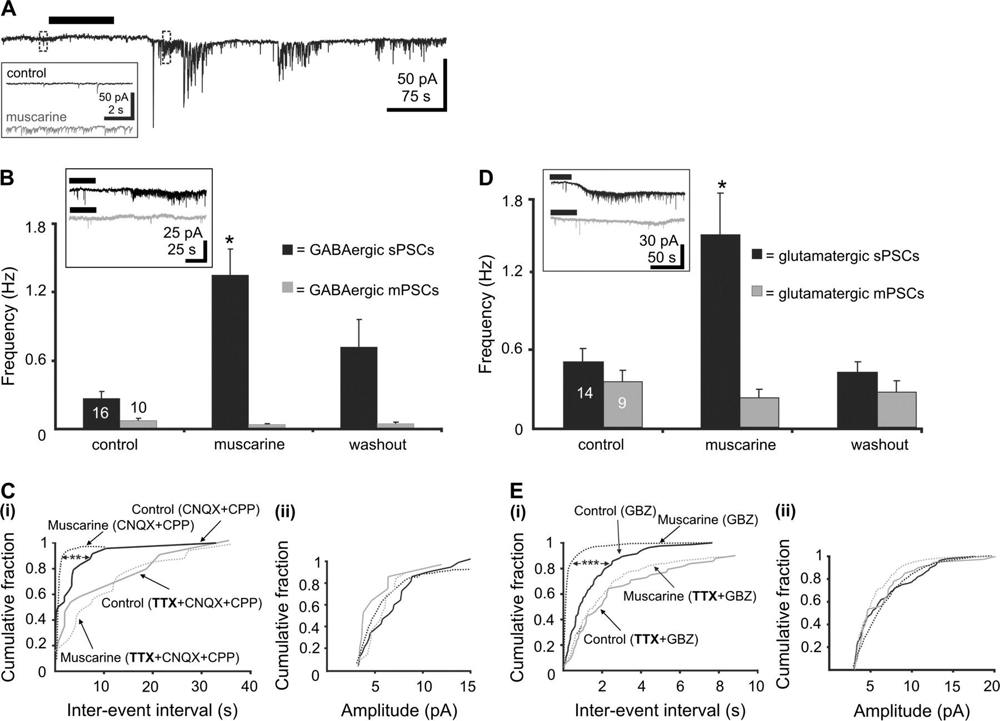 A
control
50 pA
2 s
muscarine
50 pA
75 s
B
25 pA
25 s
1.8
1.2
0.6
0
Frequency (Hz)
*
16
10
= GABAergic sPSCs
= GABAergic mPSCs
control
muscarine
washout
D
30 pA
50 s
1.8
1.2
0.6
0
Frequency (Hz)
*
14
9
= glutamatergic sPSCs
= glutamatergic mPSCs
control
muscarine
washout
C
(i)
Control (CNQX+CPP)
Muscarine (CNQX+CPP)
**
Control (TTX+CNQX+CPP)
Muscarine (TTX+CNQX+CPP)
1
0.8
0.6
0.4
0.2
0
Cumulative fraction
10
20
30
40
Inter-event interval (s)
(ii)
1
0.8
0.6
0.4
0.2
0
Cumulative fraction
5
10
15
Amplitude (pA)
E
(i)
Control (GBZ)
Muscarine (GBZ)
***
Muscarine (TTX+GBZ)
Control (TTX+GBZ)
1
0.8
0.6
0.4
0.2
0
Cumulative fraction
2
4
6
8
10
Inter-event interval (s)
(ii)
1
0.8
0.6
0.4
0.2
Cumulative fraction
5
10
15
20
Amplitude (pA)